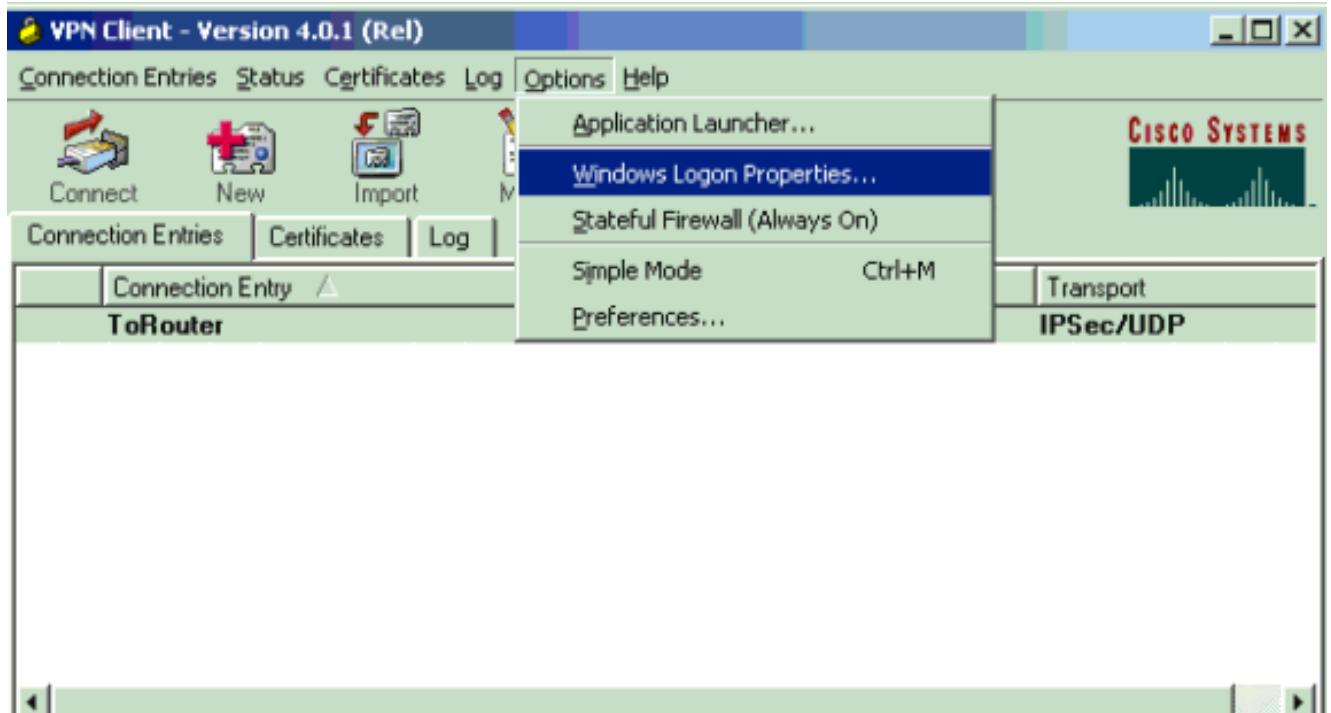 VPN Client - Version 4.0.1 (Rel)
Connection Entries Status Certificates Log Options Help
Application Launcher...
Windows Logon Properties...
Stateful Firewall (Always On)
Simple Mode Ctrl+M
Preferences...
CISCO SYSTEMS
Connect New Import
Connection Entries Certificates Log
Connection Entry Transport
ToRouter IPSec/UDP